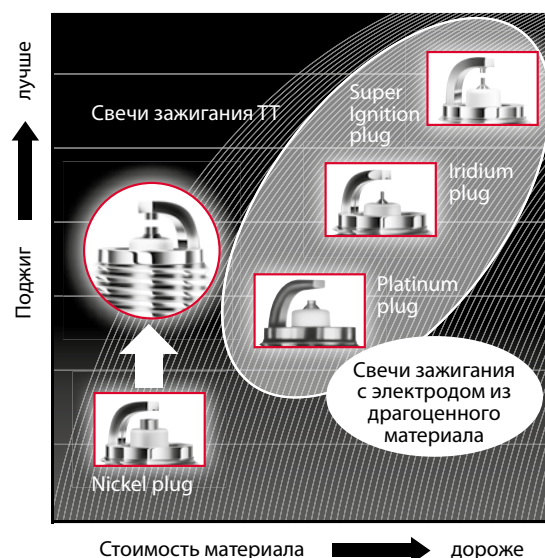 лучше
Поджиг
Свечи зажигания ТТ
Super
Ignition
plug
Iridium
plug
Platinum
plug
Свечи зажигания
с электродом из
драгоценного
материала
Nickel plug
Стоимость материала
дороже